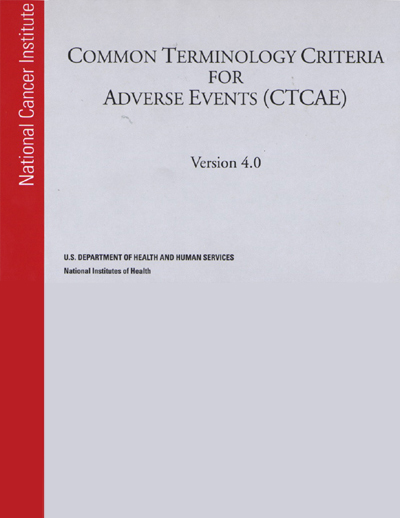 National Cancer Institute
COMMON TERMINOLOGY CRITERIA
FOR
ADVERSE EVENTS (CTCAE)
Version 4.0
U.S. DEPARTMENT OF HEALTH AND HUMAN SERVICES
National Institutes of Health